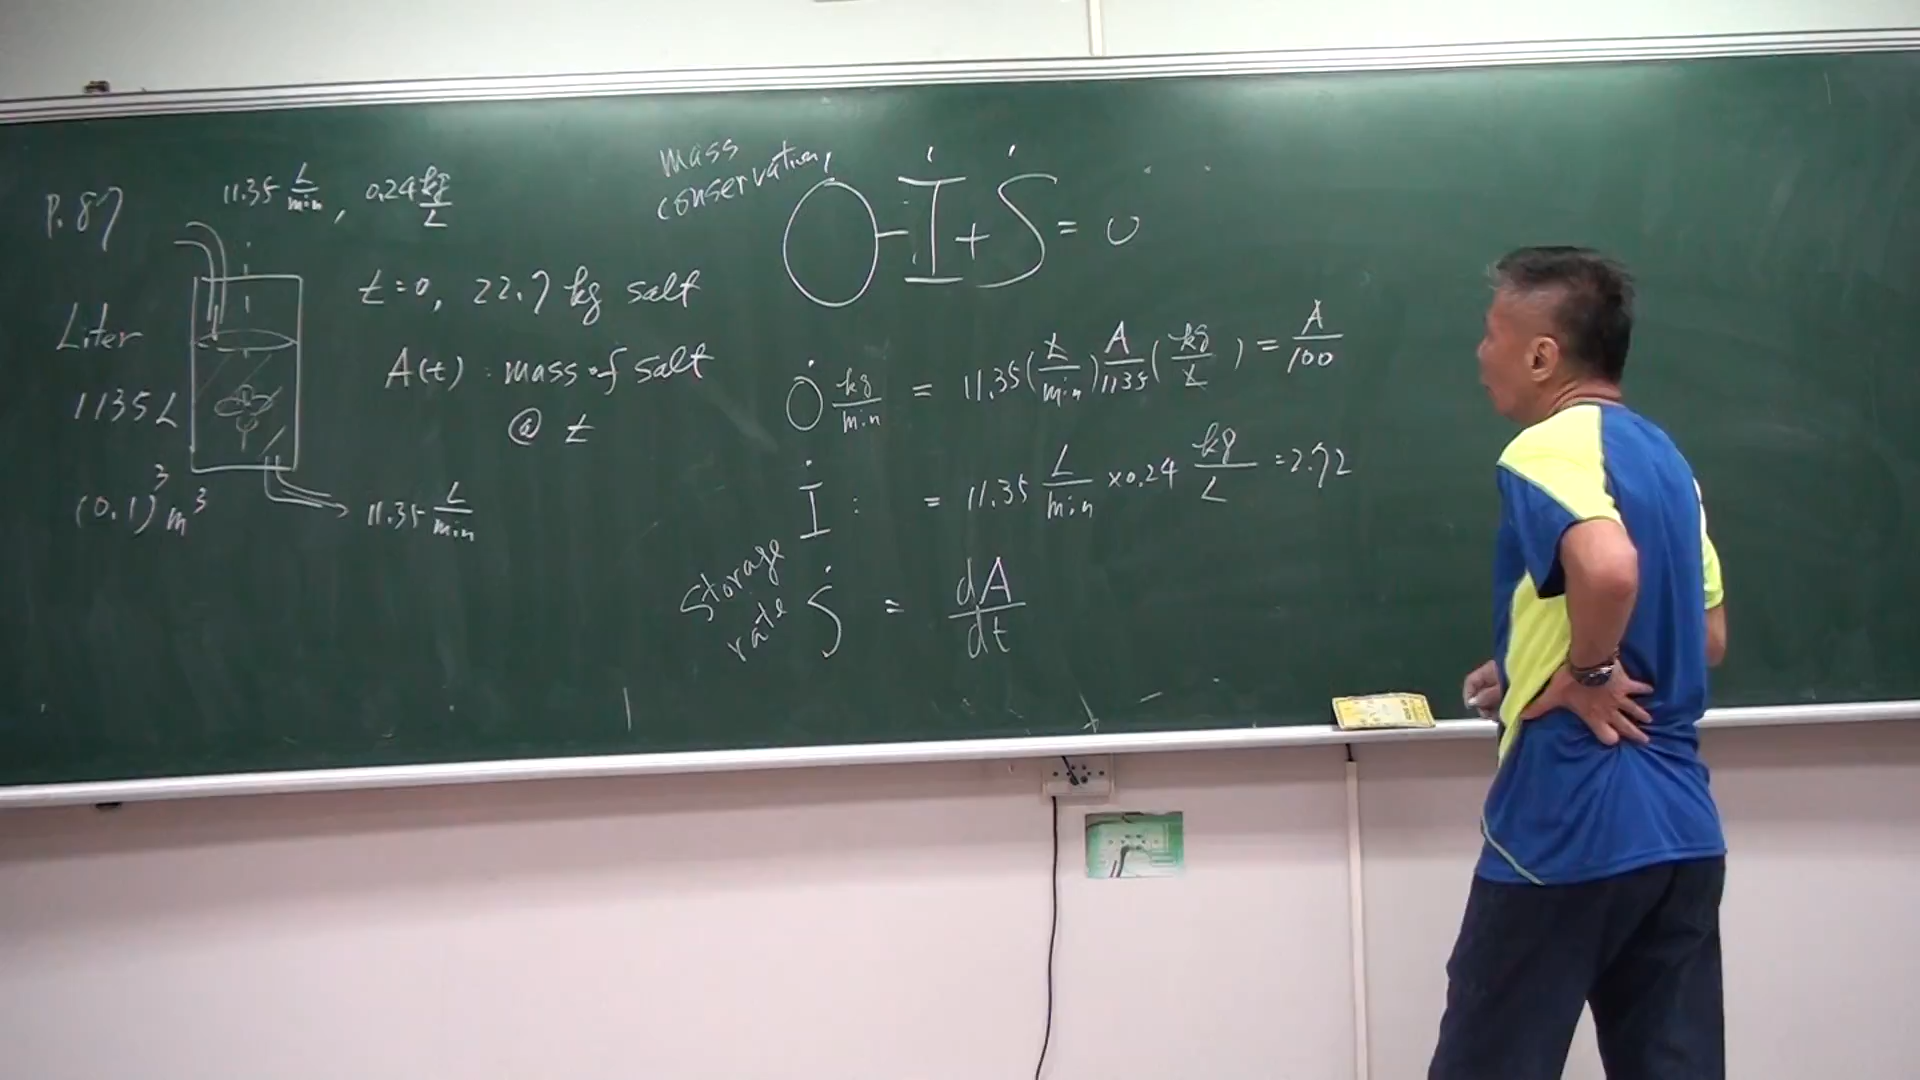 P.87
11.35 L/min, 0.24 kg/L
Liter
1135L
(0.1)³ m³
t=0, 22.7 kg salt
A(t) : mass of salt
@ t
11.35 L/min
mass
conservation,
Ȯ - İ + Ṡ = 0
Ȯ kg/min = 11.35 (L/min) A/1135 (kg/L) = A/100
İ : = 11.35 L/min × 0.24 kg/L = 2.72
Storage
rate Ṡ = dA/dt